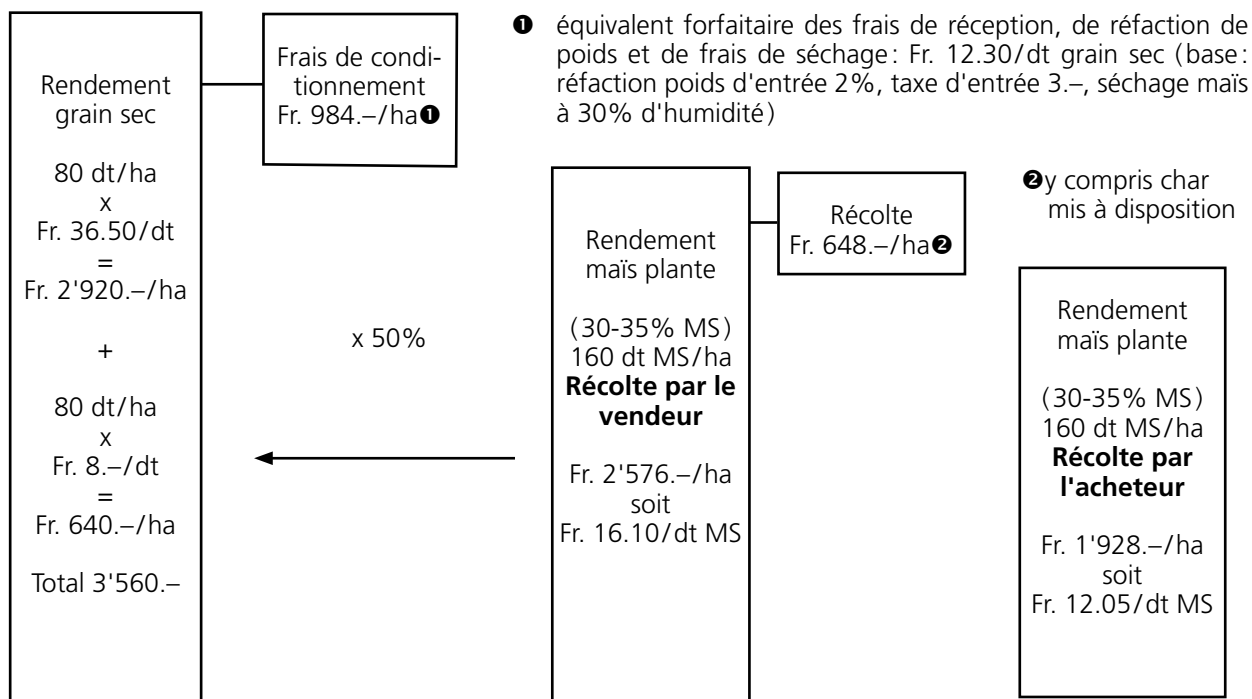 Rendement
grain sec
80 dt/ha
x
Fr. 36.50/dt
=
Fr. 2'920.–/ha
+
80 dt/ha
x
Fr. 8.–/dt
=
Fr. 640.–/ha
Total 3'560.–
Frais de condi-
tionnement
Fr. 984.–/ha❶
❶ équivalent forfaitaire des frais de réception, de réfaction de
poids et de frais de séchage: Fr. 12.30/dt grain sec (base:
réfaction poids d'entrée 2%, taxe d'entrée 3.–, séchage maïs
à 30% d'humidité)
x 50%
Rendement
maïs plante
(30-35% MS)
160 dt MS/ha
Récolte par le
vendeur
Fr. 2'576.–/ha
soit
Fr. 16.10/dt MS
Récolte
Fr. 648.–/ha❷
❷y compris char
mis à disposition
Rendement
maïs plante
(30-35% MS)
160 dt MS/ha
Récolte par
l'acheteur
Fr. 1'928.–/ha
soit
Fr. 12.05/dt MS